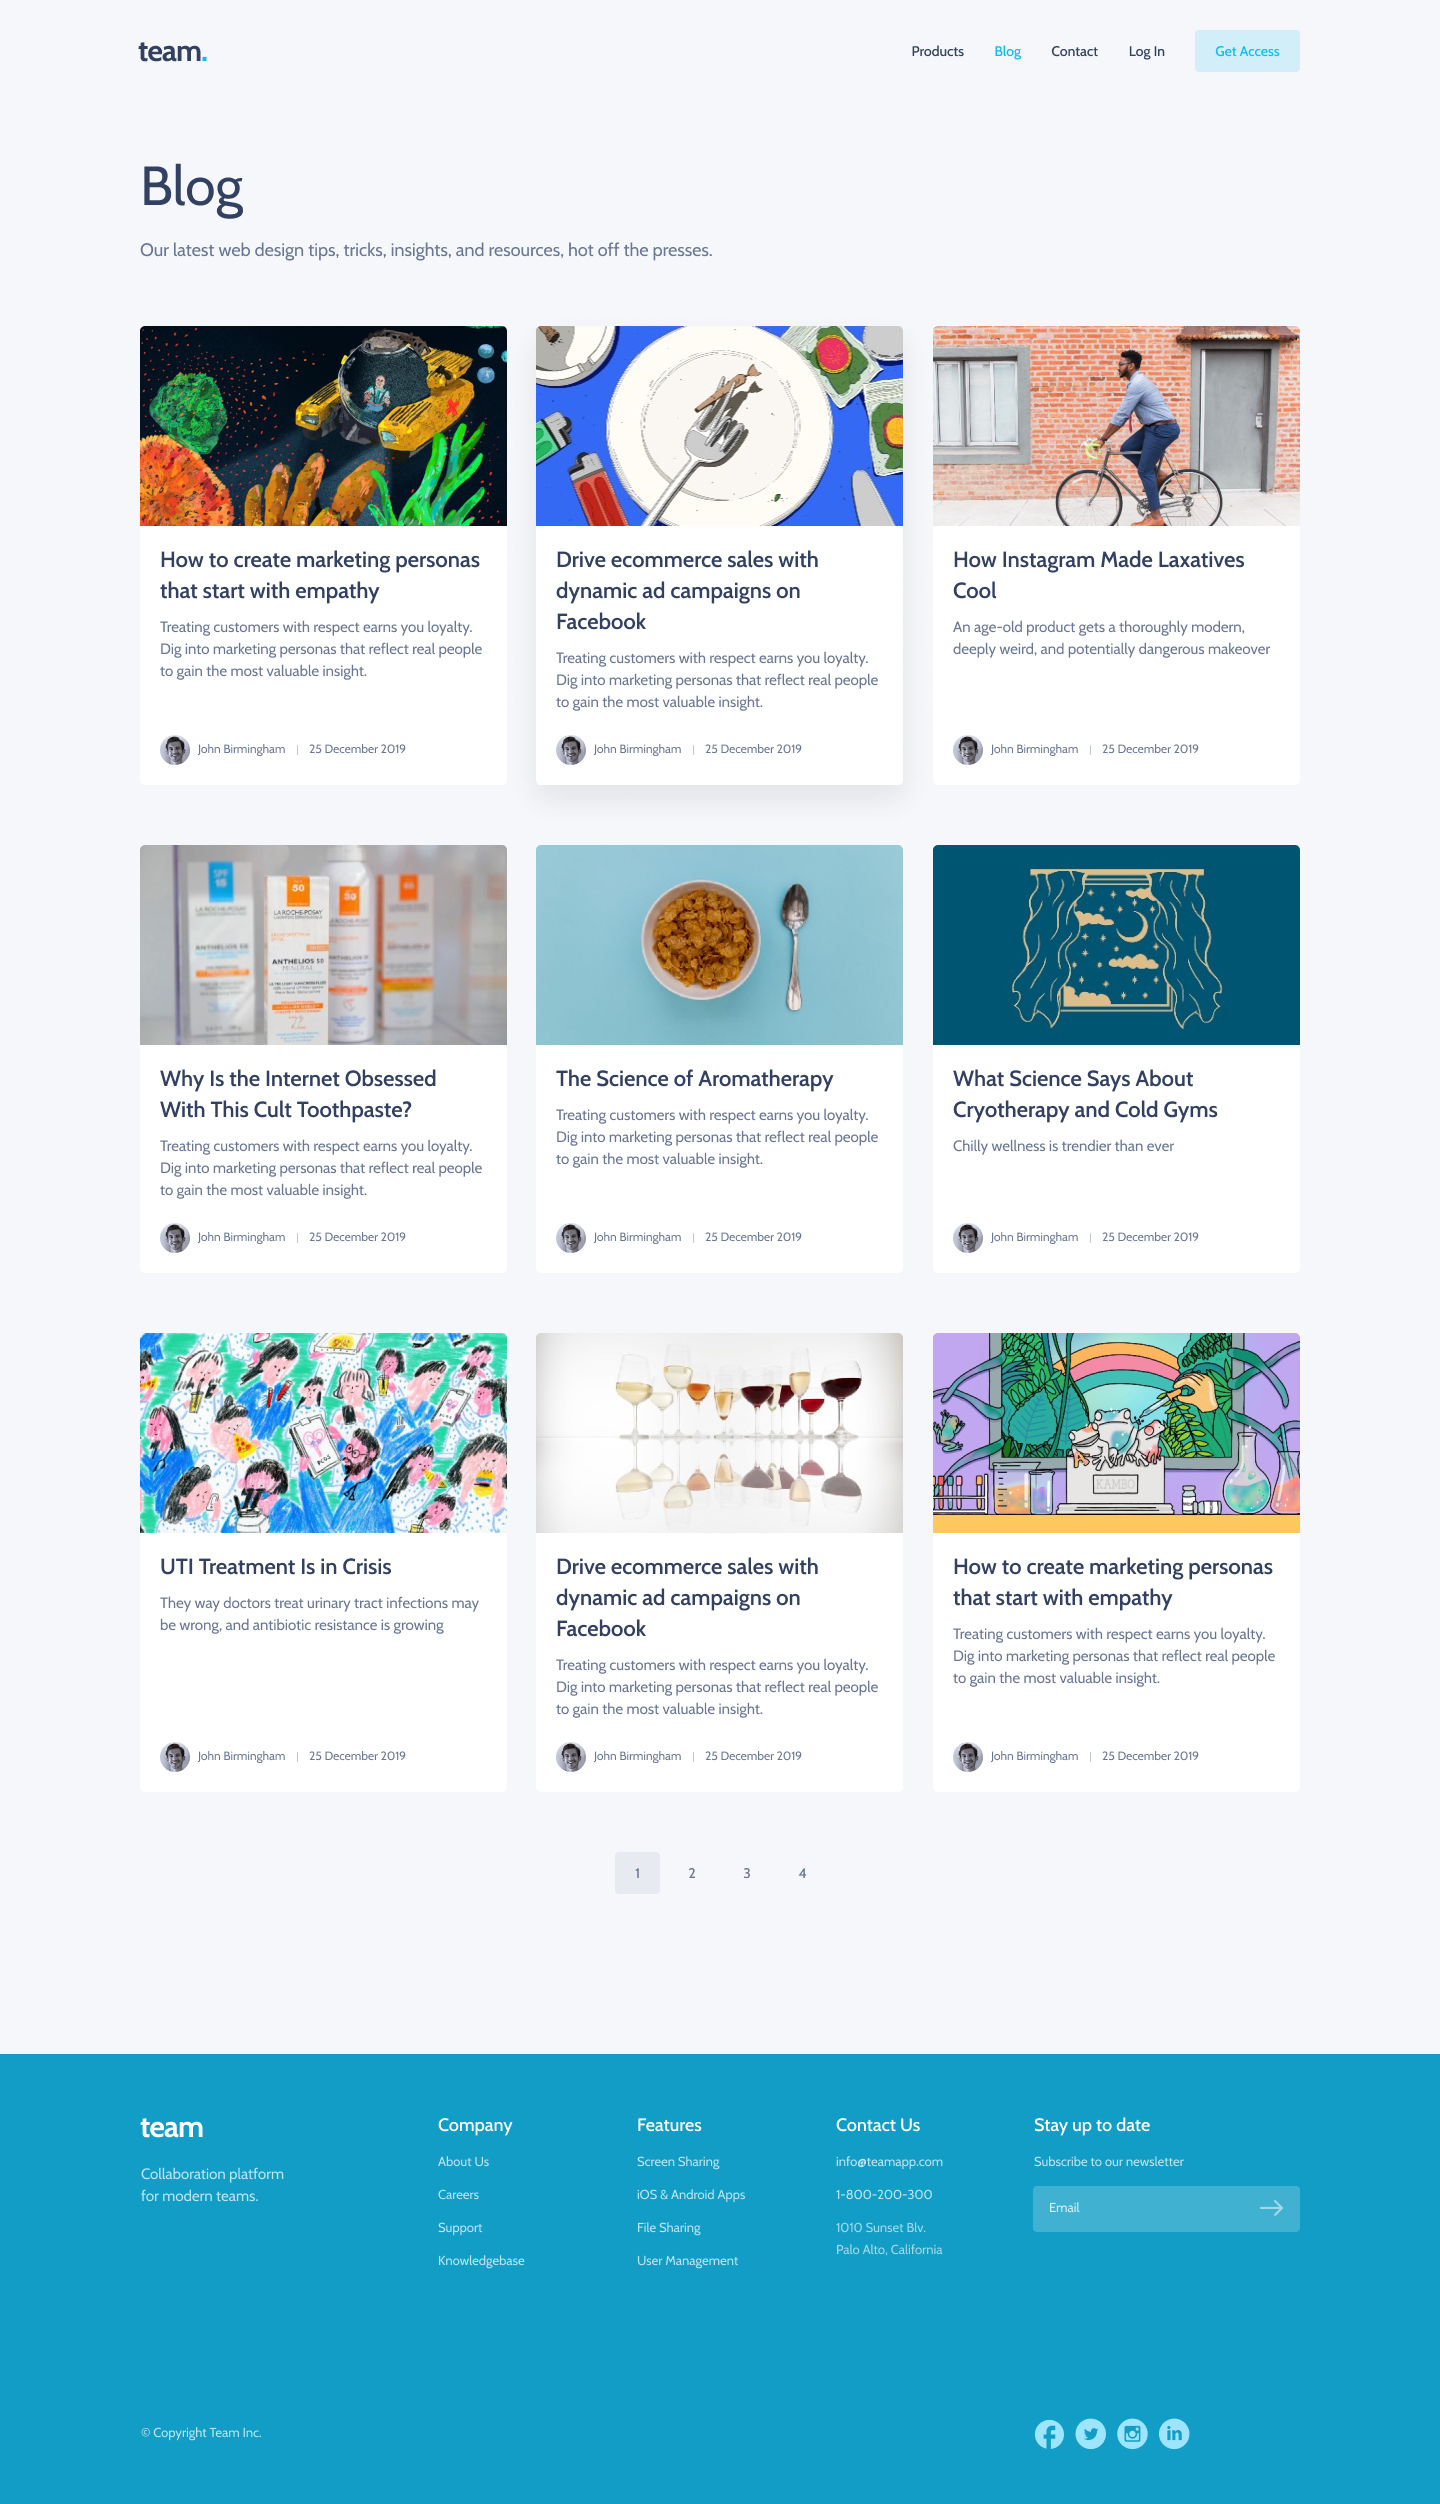 team.
Products Blog Contact Log In Get Access
Blog
Our latest web design tips, tricks, insights, and resources, hot off the presses.
How to create marketing personas
that start with empathy
Treating customers with respect earns you loyalty.
Dig into marketing personas that reflect real people
to gain the most valuable insight.
John Birmingham | 25 December 2019
Drive ecommerce sales with
dynamic ad campaigns on
Facebook
Treating customers with respect earns you loyalty.
Dig into marketing personas that reflect real people
to gain the most valuable insight.
John Birmingham | 25 December 2019
How Instagram Made Laxatives
Cool
An age-old product gets a thoroughly modern,
deeply weird, and potentially dangerous makeover
John Birmingham | 25 December 2019
SPF
15
50
30
50
LA ROCHE-POSAY
LA ROCHE-POSAY
ANTHELIOS 50
MINERAL
Why Is the Internet Obsessed
With This Cult Toothpaste?
Treating customers with respect earns you loyalty.
Dig into marketing personas that reflect real people
to gain the most valuable insight.
John Birmingham | 25 December 2019
The Science of Aromatherapy
Treating customers with respect earns you loyalty.
Dig into marketing personas that reflect real people
to gain the most valuable insight.
John Birmingham | 25 December 2019
What Science Says About
Cryotherapy and Cold Gyms
Chilly wellness is trendier than ever
John Birmingham | 25 December 2019
PCOS
UTI Treatment Is in Crisis
They way doctors treat urinary tract infections may
be wrong, and antibiotic resistance is growing
John Birmingham | 25 December 2019
Drive ecommerce sales with
dynamic ad campaigns on
Facebook
Treating customers with respect earns you loyalty.
Dig into marketing personas that reflect real people
to gain the most valuable insight.
John Birmingham | 25 December 2019
KAMBO
How to create marketing personas
that start with empathy
Treating customers with respect earns you loyalty.
Dig into marketing personas that reflect real people
to gain the most valuable insight.
John Birmingham | 25 December 2019
1 2 3 4
team
Collaboration platform
for modern teams.
Company
About Us
Careers
Support
Knowledgebase
Features
Screen Sharing
iOS & Android Apps
File Sharing
User Management
Contact Us
info@teamapp.com
1-800-200-300
1010 Sunset Blv.
Palo Alto, California
Stay up to date
Subscribe to our newsletter
Email
© Copyright Team Inc.